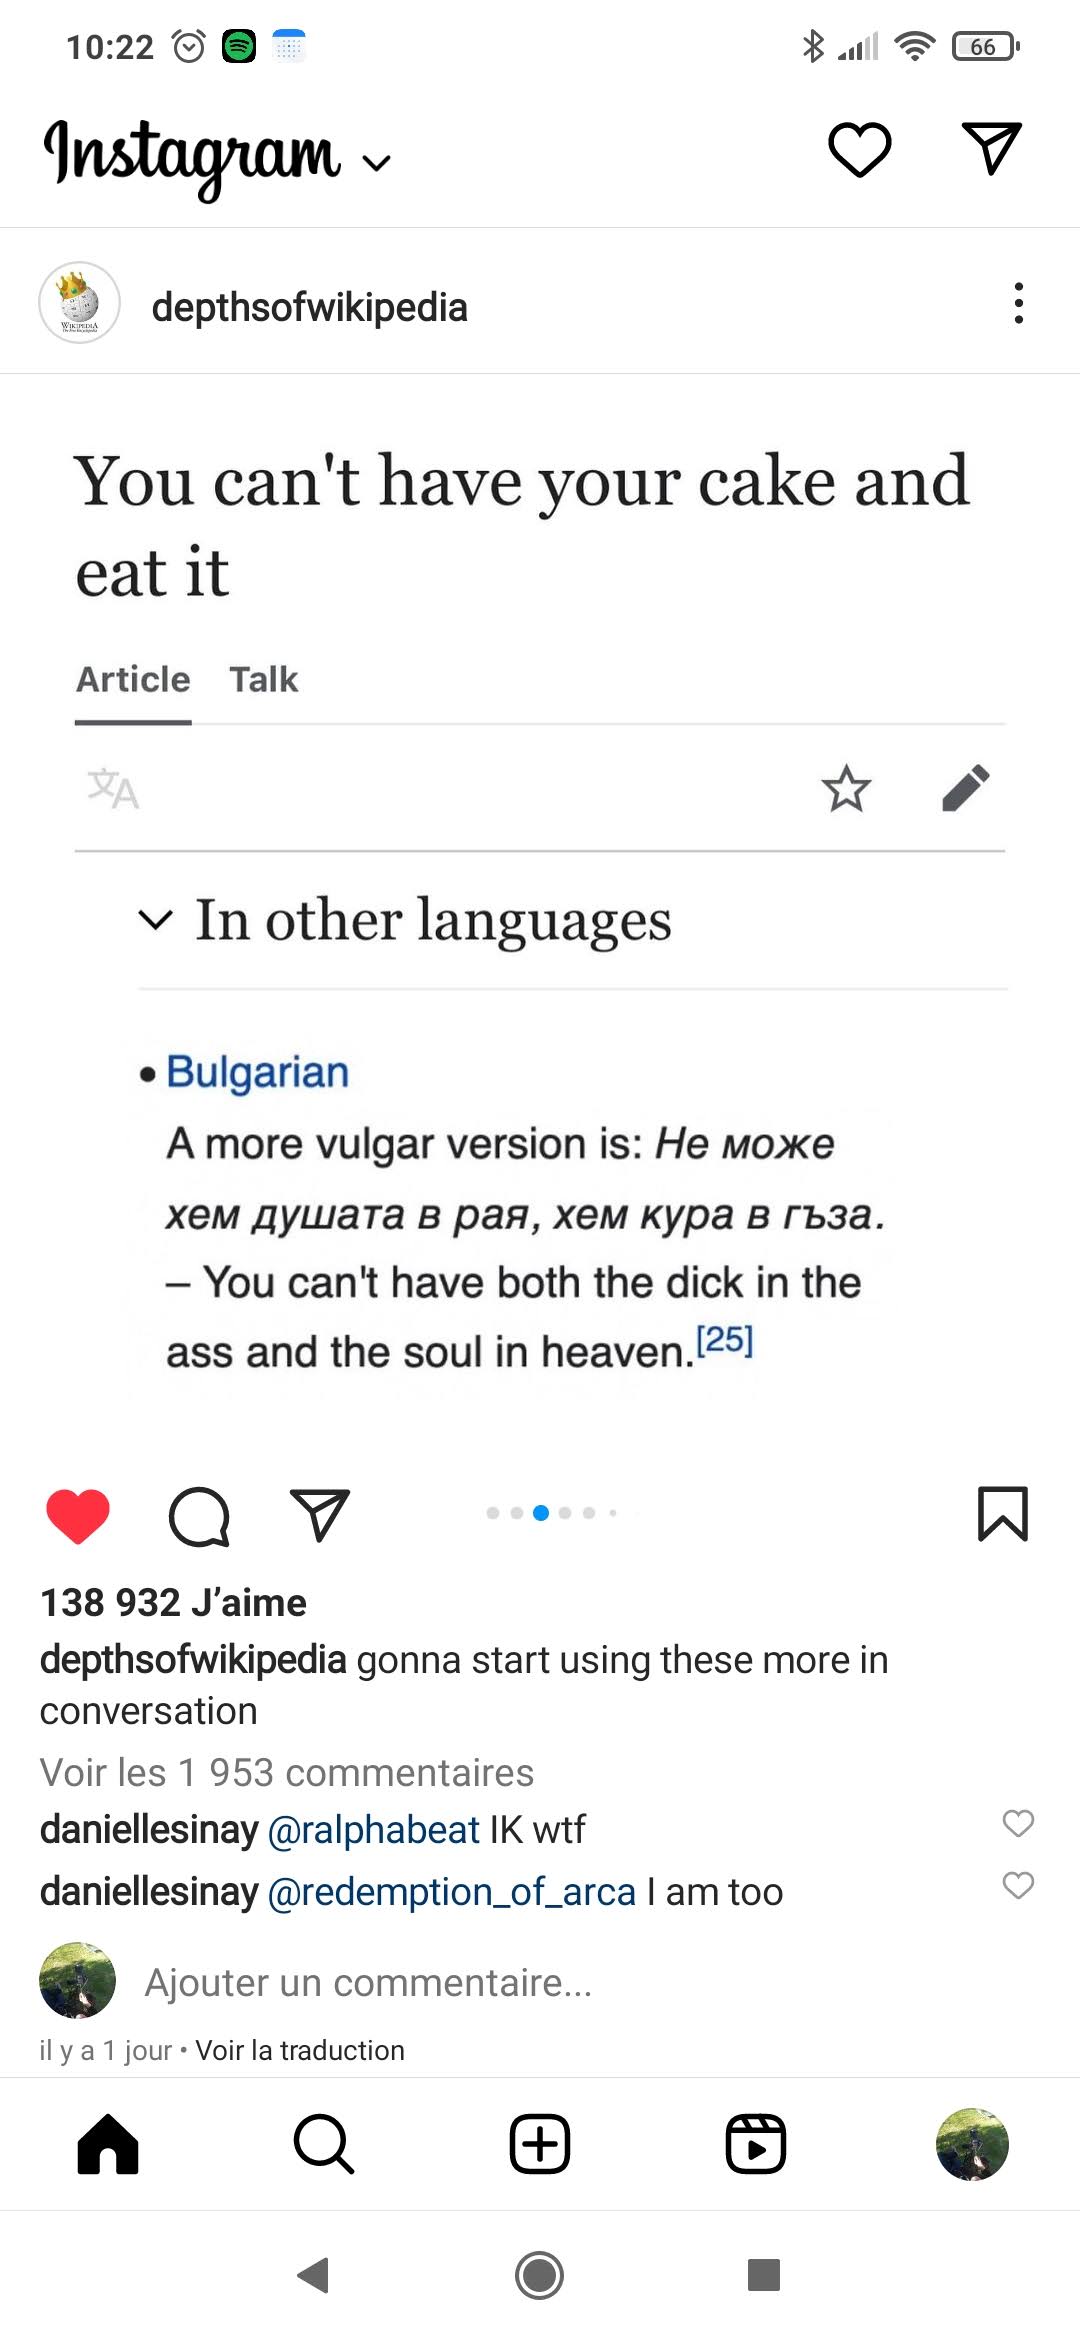 10:22
66
Instagram
WIKIPEDIA
depthsofwikipedia
You can't have your cake and
eat it
Article Talk
文A
In other languages
• Bulgarian
A more vulgar version is: Не може
хем душата в рая, хем кура в гъза.
– You can't have both the dick in the
ass and the soul in heaven.[25]
138 932 J’aime
depthsofwikipedia gonna start using these more in
conversation
Voir les 1 953 commentaires
daniellesinay @ralphabeat IK wtf
daniellesinay @redemption_of_arca I am too
Ajouter un commentaire...
il y a 1 jour • Voir la traduction